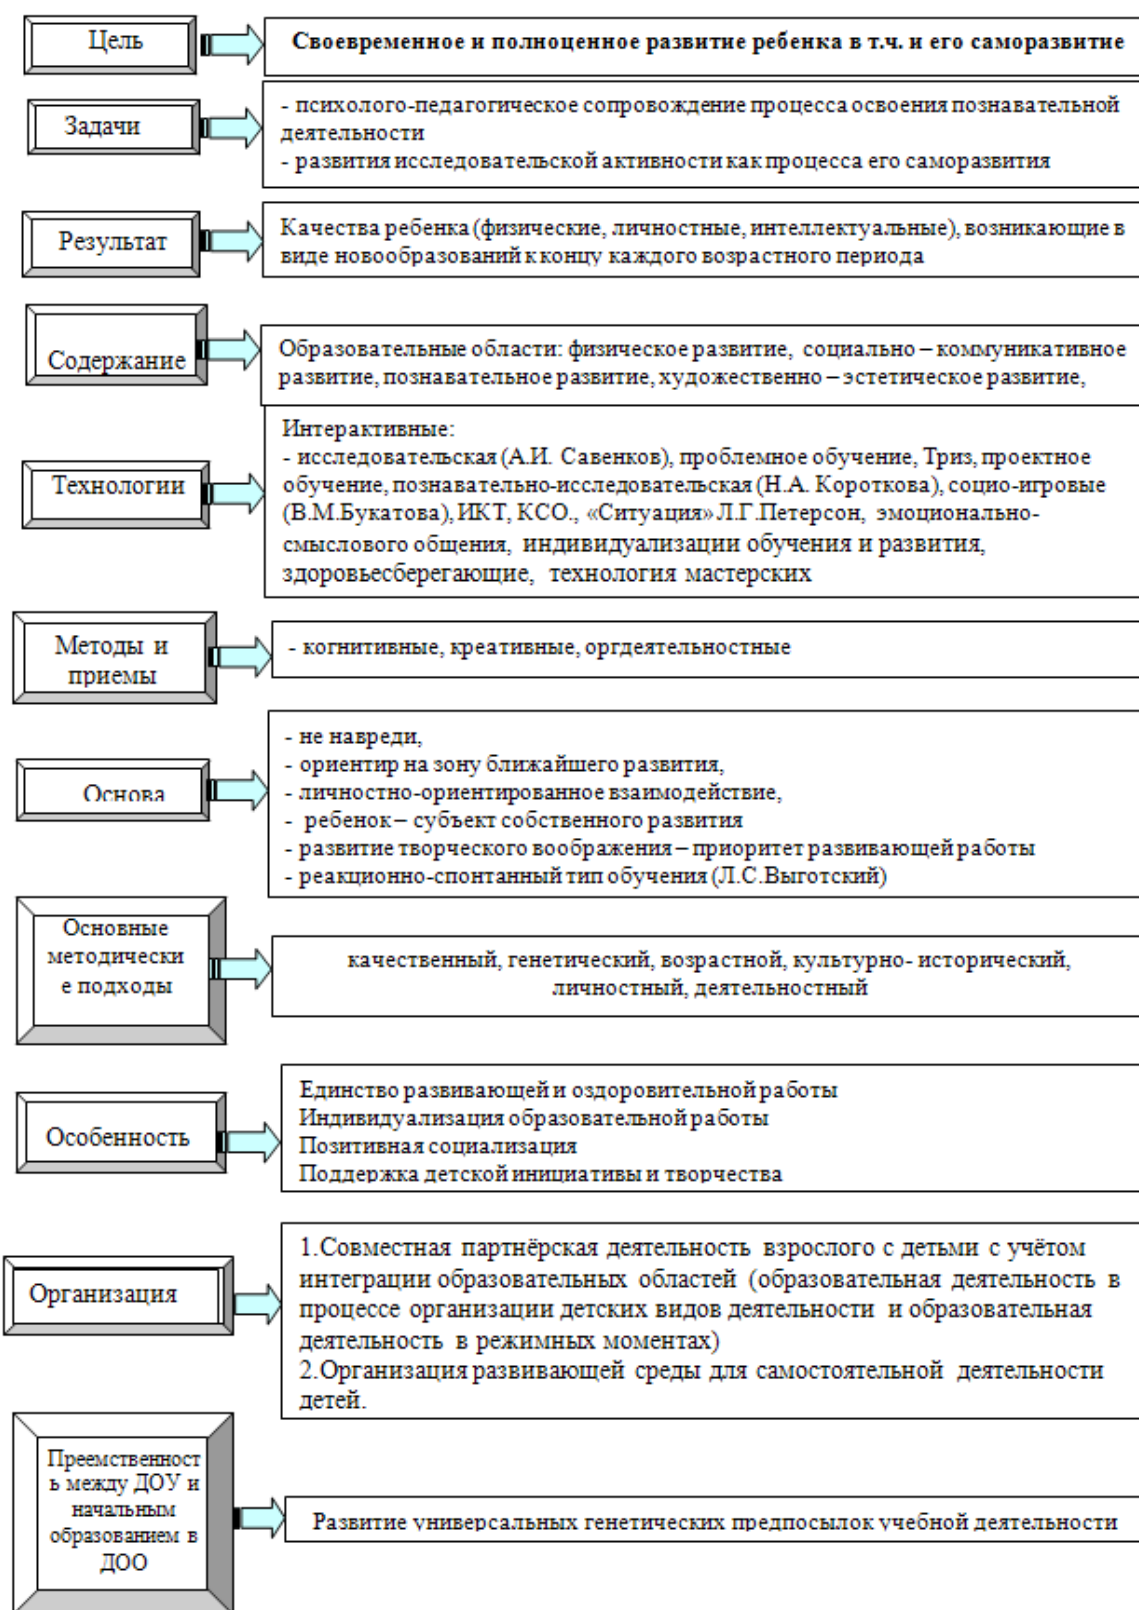 Цель
Своевременное и полноценное развитие ребенка в т.ч. и его саморазвитие
Задачи
- психолого-педагогическое сопровождение процесса освоения познавательной
деятельности
- развития исследовательской активности как процесса его саморазвития
Результат
Качества ребенка (физические, личностные, интеллектуальные), возникающие в
виде новообразований к концу каждого возрастного периода
Содержание
Образовательные области: физическое развитие, социально – коммуникативное
развитие, познавательное развитие, художественно – эстетическое развитие,
Технологии
Интерактивные:
- исследовательская (А.И. Савенков), проблемное обучение, Триз, проектное
обучение, познавательно-исследовательская (Н.А. Короткова), социо-игровые
(В.М.Букатова), ИКТ, КСО., «Ситуация» Л.Г.Петерсон, эмоционально-
смыслового общения, индивидуализации обучения и развития,
здоровьесберегающие, технология мастерских
Методы и
приемы
- когнитивные, креативные, оргдеятельностные
Основа
- не навреди,
- ориентир на зону ближайшего развития,
- личностно-ориентированное взаимодействие,
- ребенок – субъект собственного развития
- развитие творческого воображения – приоритет развивающей работы
- реакционно-спонтанный тип обучения (Л.С.Выготский)
Основные
методически
е подходы
качественный, генетический, возрастной, культурно- исторический,
личностный, деятельностный
Особенность
Единство развивающей и оздоровительной работы
Индивидуализация образовательной работы
Позитивная социализация
Поддержка детской инициативы и творчества
Организация
1.Совместная партнёрская деятельность взрослого с детьми с учётом
интеграции образовательных областей (образовательная деятельность в
процессе организации детских видов деятельности и образовательная
деятельность в режимных моментах)
2.Организация развивающей среды для самостоятельной деятельности
детей.
Преемственност
ь между ДОУ и
начальным
образованием в
ДОО
Развитие универсальных генетических предпосылок учебной деятельности